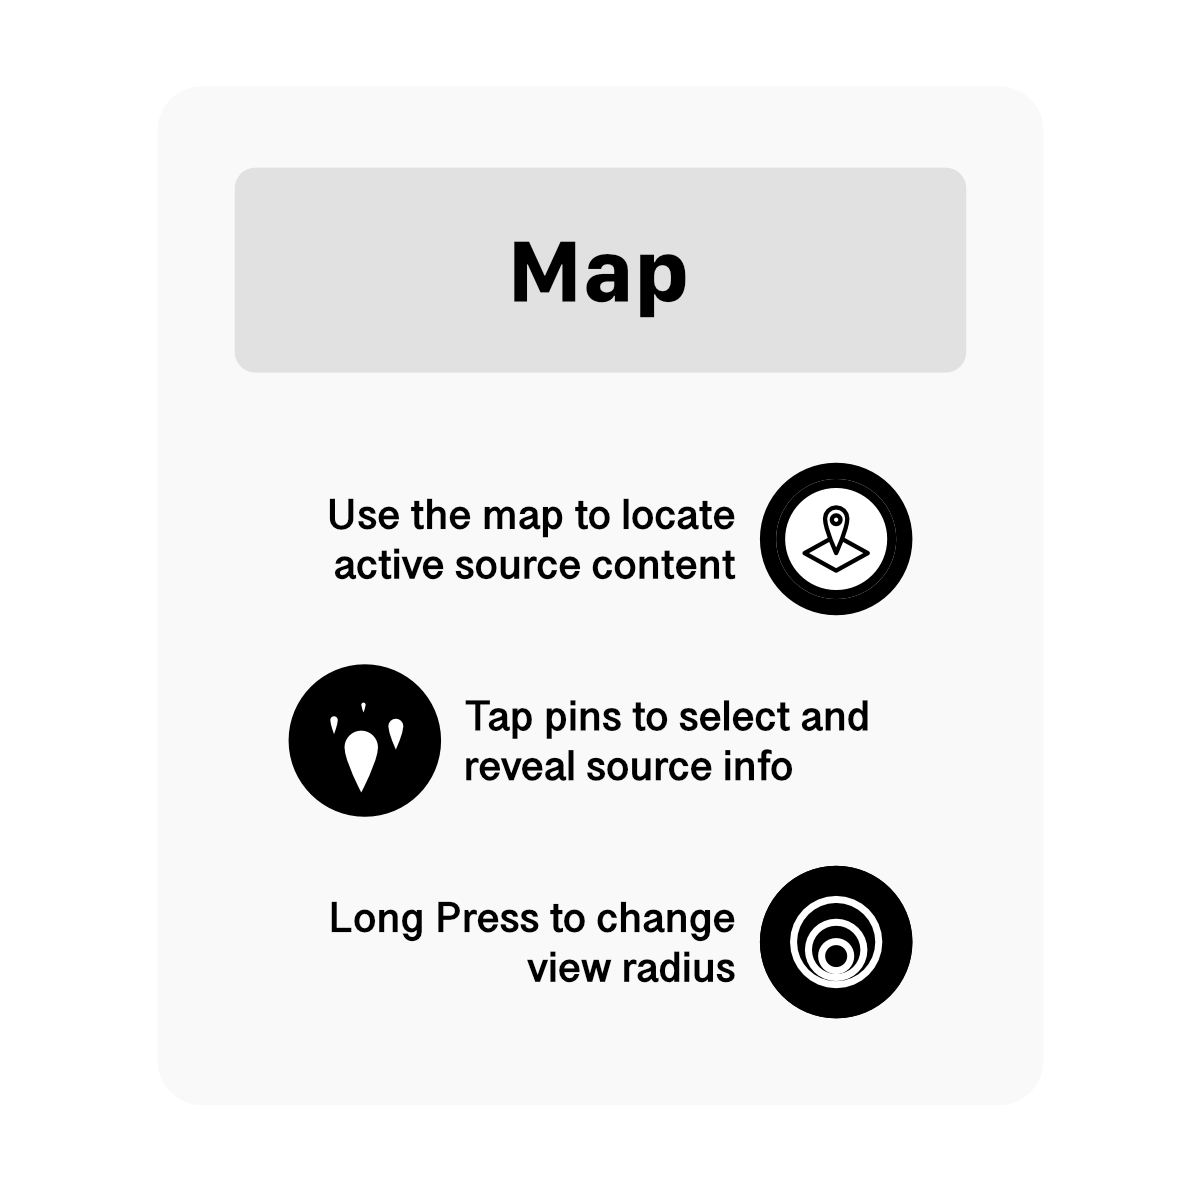 Map
Use the map to locate
active source content
Tap pins to select and
reveal source info
Long Press to change
view radius